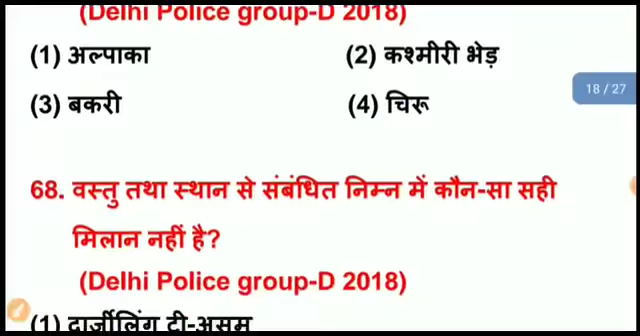 (Delhi Police group-D 2018)
(1) अल्पाका (2) कश्मीरी भेड़
18 / 27
(3) बकरी (4) चिरू
68. वस्तु तथा स्थान से संबंधित निम्न में कौन-सा सही
मिलान नहीं है?
(Delhi Police group-D 2018)
(1) दार्जीलिंग टी-असम